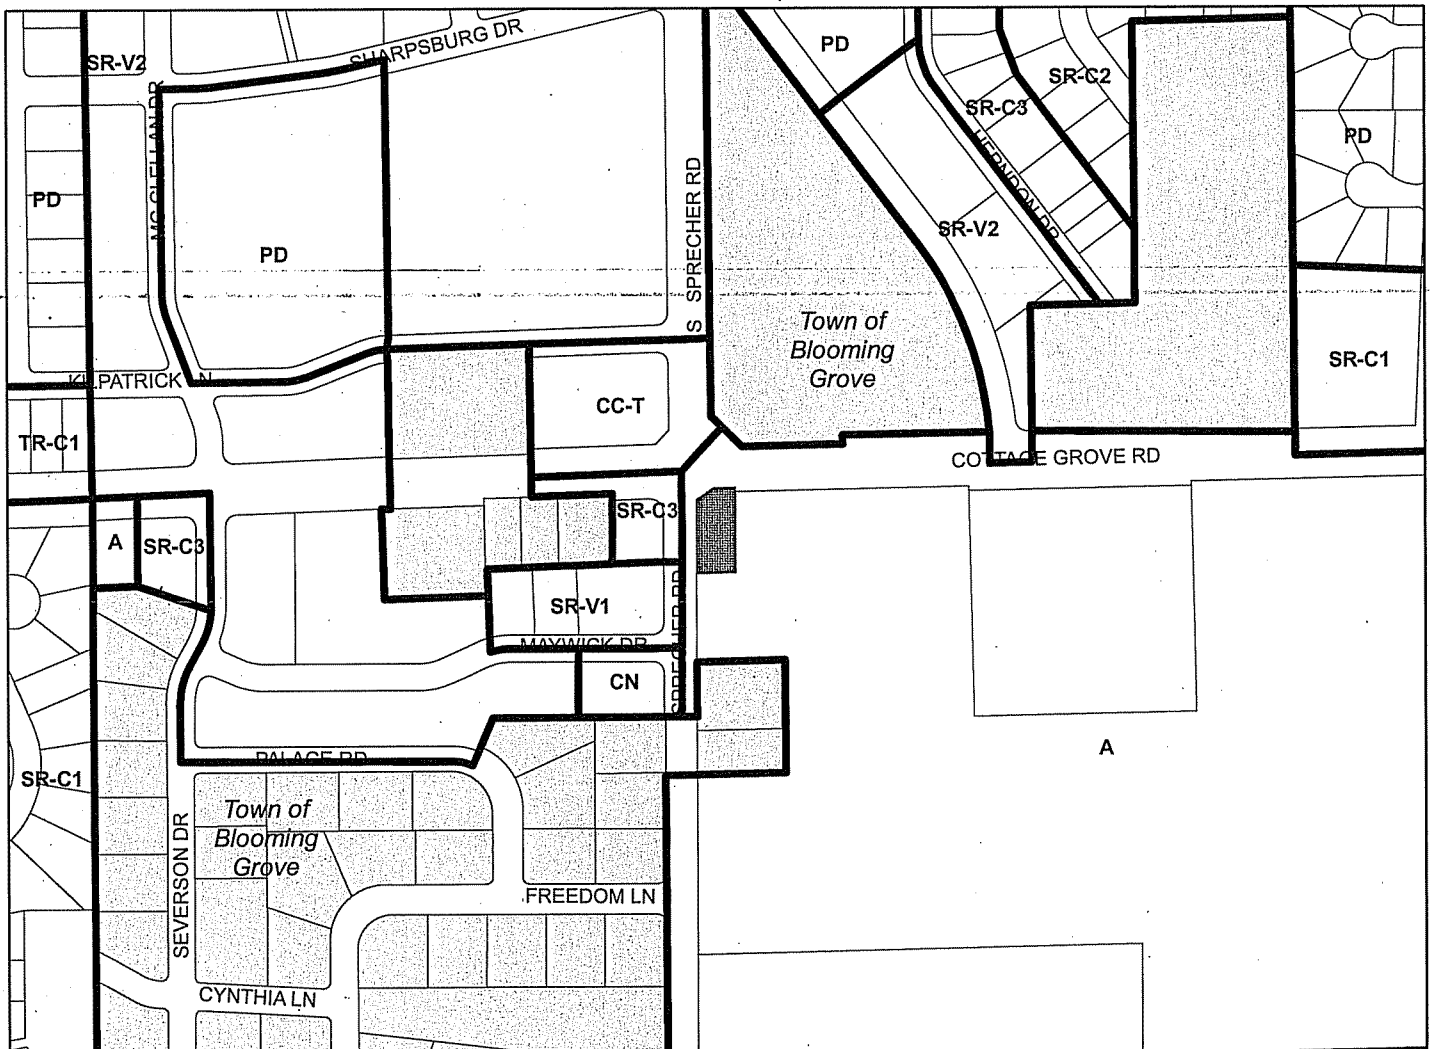 SHARPSBURG DR
PD
SR-V2
SR-C2
SR-C3
MC CLELLAN DR
HERNDON DR
PD
PD
S SPRECHER RD
SR-V2
PD
Town of
Blooming
Grove
SR-C1
KILPATRICK LN
CC-T
TR-C1
COTTAGE GROVE RD
SR-C3
A
SR-C3
SR-V1
MAYWICK DR
SPRECHER RD
CN
A
PALACE RD
SR-C1
Town of
Blooming
Grove
SEVERSON DR
FREEDOM LN
CYNTHIA LN